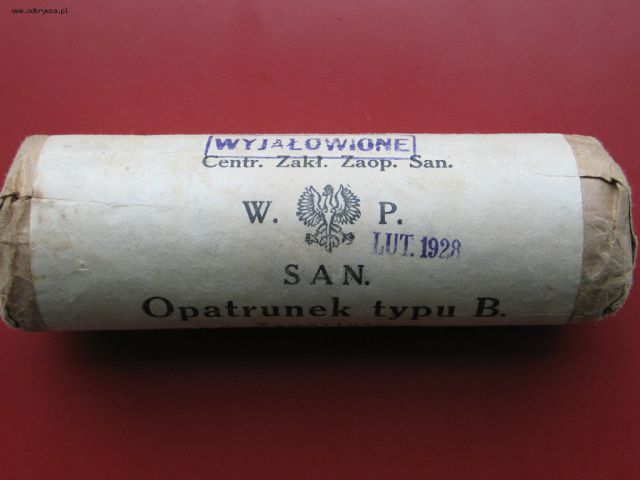 www.odkrywca.pl
WYJAŁOWIONE
Centr. Zakł. Zaop. San.
W. P.
LUT. 1928
SAN.
Opatrunek typu B.